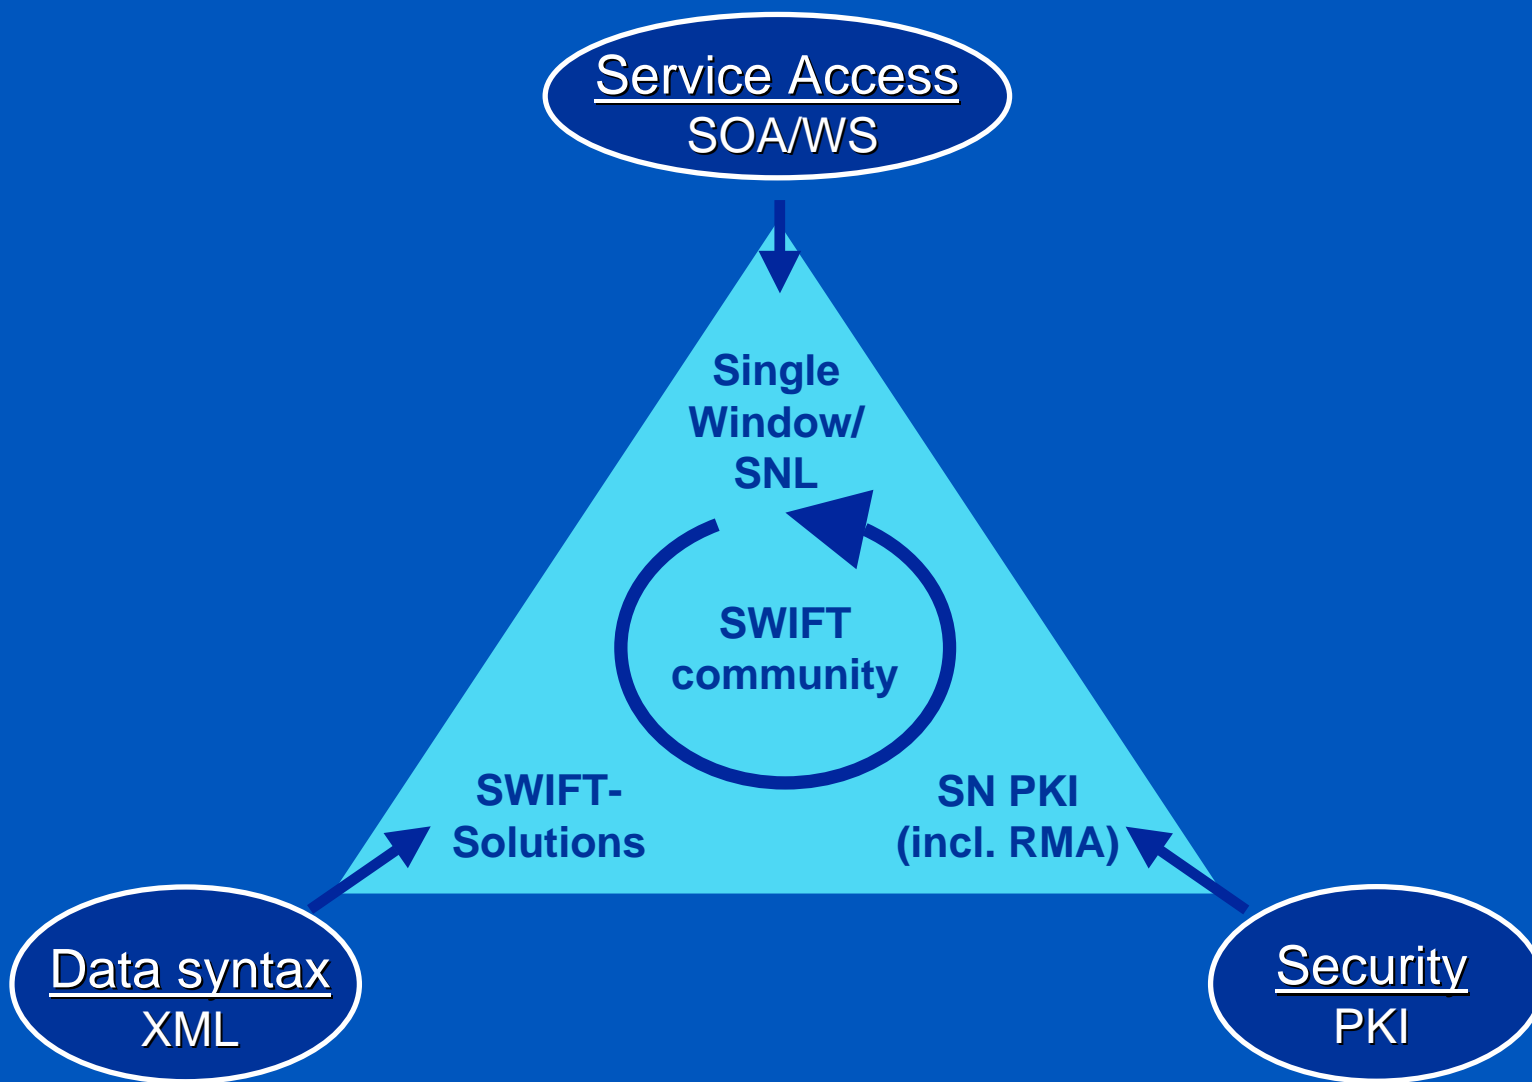 Service Access
SOA/WS
Single
Window/
SNL
SWIFT
community
SWIFT-
Solutions
SN PKI
(incl. RMA)
Data syntax
XML
Security
PKI